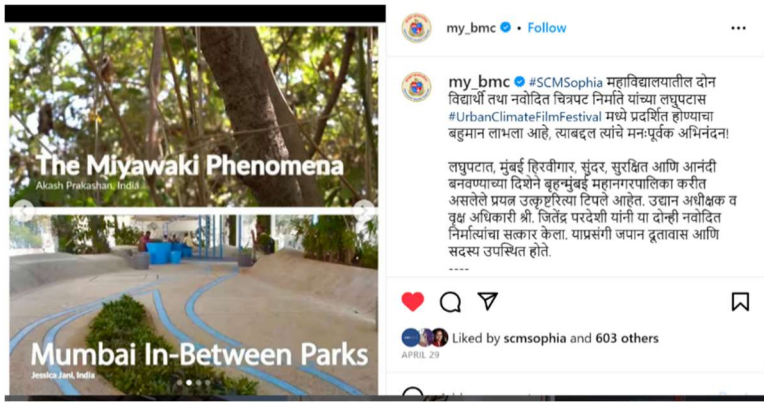 The Miyawaki Phenomena
Akash Prakashan, India
Mumbai In-Between Parks
Jessica Jani, India
my_bmc • Follow
my_bmc #SCMSophia महाविद्यालयातील दोन
विद्यार्थी तथा नवोदित चित्रपट निर्माते यांच्या लघुपटास
#UrbanClimateFilmFestival मध्ये प्रदर्शित होण्याचा
बहुमान लाभला आहे, त्याबद्दल त्यांचे मनःपूर्वक अभिनंदन!
लघुपटात, मुंबई हिरवीगार, सुंदर, सुरक्षित आणि आनंदी
बनवण्याच्या दिशेने बृहन्मुंबई महानगरपालिका करीत
असलेले प्रयत्न उत्कृष्टरित्या टिपले आहेत. उद्यान अधीक्षक व
वृक्ष अधिकारी श्री. जितेंद्र परदेशी यांनी या दोन्ही नवोदित
निर्मात्यांचा सत्कार केला. याप्रसंगी जपान दूतावास आणि
सदस्य उपस्थित होते.
----
Liked by scmsophia and 603 others
APRIL 29